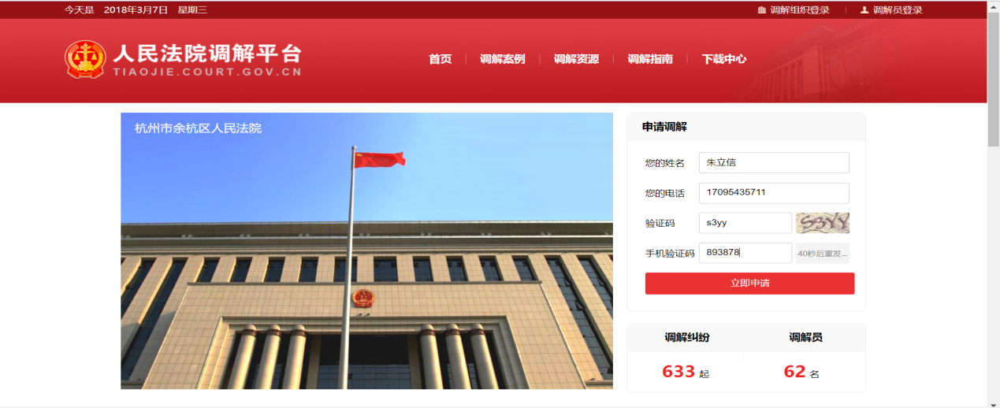 今天是 2018年3月7日 星期三
调解组织登录 | 调解员登录
人民法院调解平台
TIAOJIE.COURT.GOV.CN
首页 | 调解案例 | 调解资源 | 调解指南 | 下载中心
杭州市余杭区人民法院
申请调解
您的姓名 朱立信
您的电话 17095435711
验证码 s3yy S3YY
手机验证码 893878 40秒后重发...
立即申请
调解纠纷 调解员
633 起 62 名